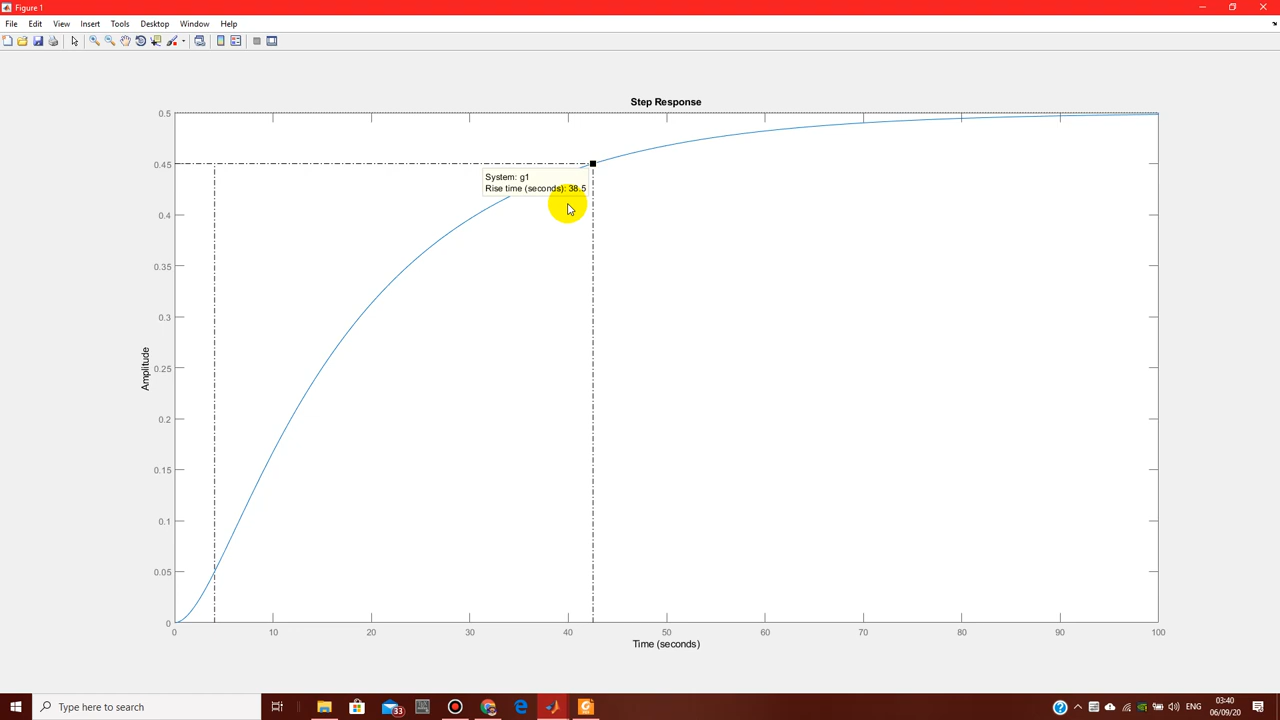 Figure 1
File Edit View Insert Tools Desktop Window Help
Step Response
0.5
0.45
System: g1
Rise time (seconds): 38.5
0.4
0.35
0.3
0.25
Amplitude
0.2
0.15
0.1
0.05
0
0 10 20 30 40 50 60 70 80 90 100
Time (seconds)
Type here to search
33
ENG
03:40
06/09/20